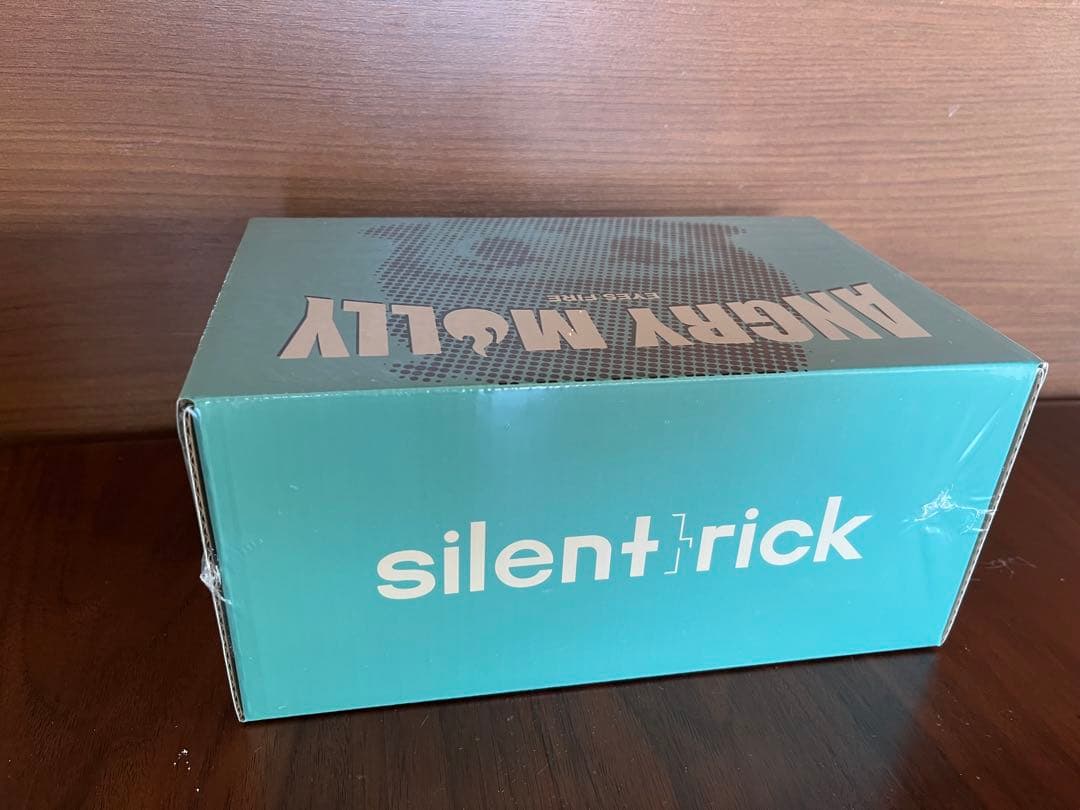 ANGRY MOLLY
EYES FIRE
silent rick